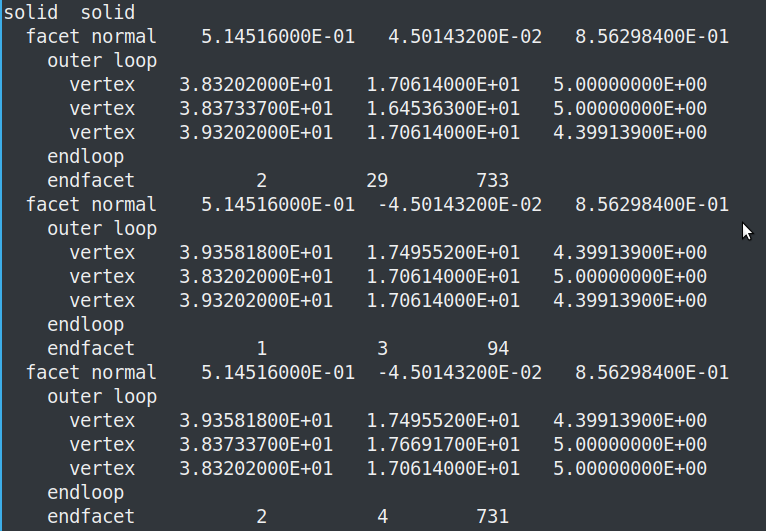 solid  solid
  facet normal    5.14516000E-01   4.50143200E-02   8.56298400E-01
    outer loop
      vertex    3.83202000E+01   1.70614000E+01   5.00000000E+00
      vertex    3.83733700E+01   1.64536300E+01   5.00000000E+00
      vertex    3.93202000E+01   1.70614000E+01   4.39913900E+00
    endloop
    endfacet           2         29        733
  facet normal    5.14516000E-01  -4.50143200E-02   8.56298400E-01
    outer loop
      vertex    3.93581800E+01   1.74955200E+01   4.39913900E+00
      vertex    3.83202000E+01   1.70614000E+01   5.00000000E+00
      vertex    3.93202000E+01   1.70614000E+01   4.39913900E+00
    endloop
    endfacet           1          3         94
  facet normal    5.14516000E-01  -4.50143200E-02   8.56298400E-01
    outer loop
      vertex    3.93581800E+01   1.74955200E+01   4.39913900E+00
      vertex    3.83733700E+01   1.76691700E+01   5.00000000E+00
      vertex    3.83202000E+01   1.70614000E+01   5.00000000E+00
    endloop
    endfacet           2          4        731